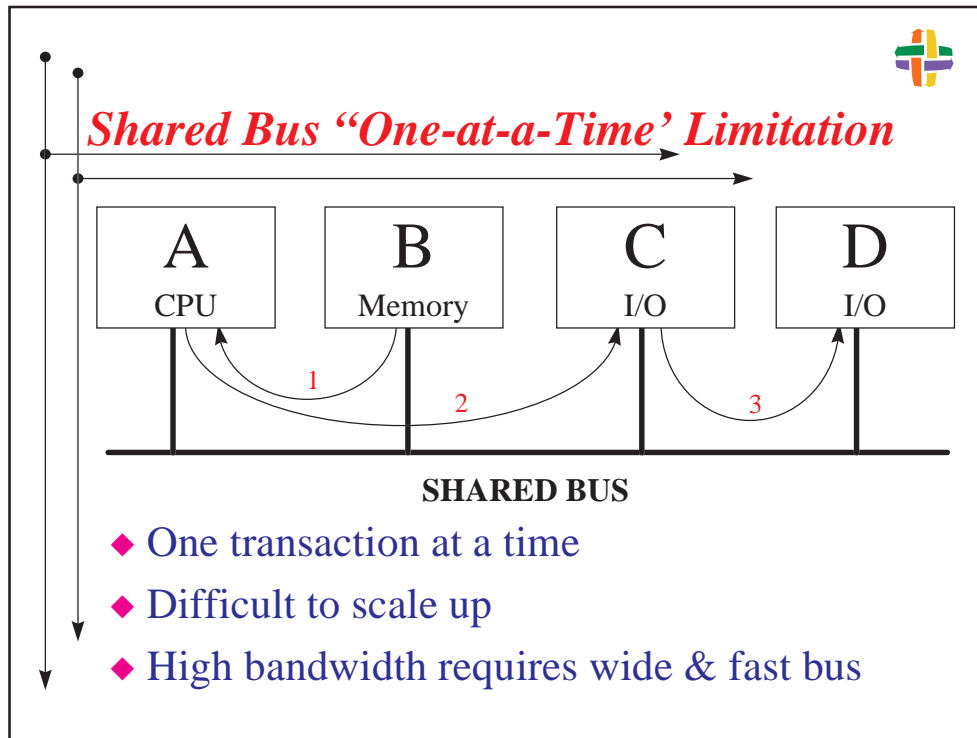 Shared Bus “One-at-a-Time’ Limitation
A B C D
CPU Memory I/O I/O
1 2 3
SHARED BUS
◆ One transaction at a time
◆ Difficult to scale up
◆ High bandwidth requires wide & fast bus